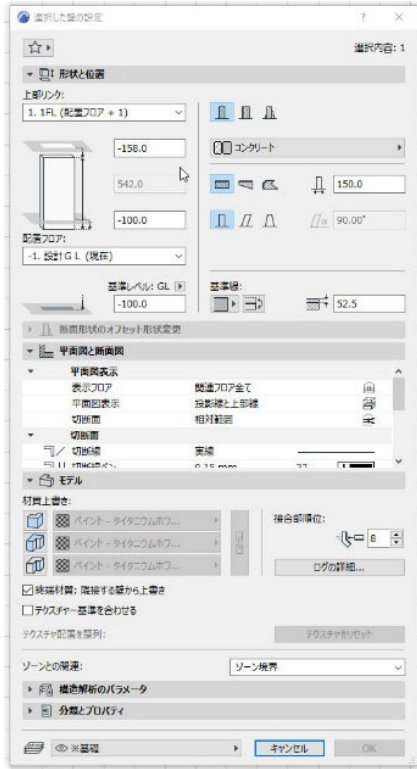 選択した壁の設定
選択内容: 1
形状と位置
上部リンク:
1. 1FL (配置フロア + 1)
-158.0
コンクリート
542.0
150.0
-100.0
90.00°
配置フロア:
-1. 設計ＧＬ (現在)
基準レベル: GL
基準線:
-100.0
52.5
断面形状のオフセット形状変更
平面図と断面図
平面図表示
表示フロア 関連フロア全て
平面図表示 投影線と上部線
切断面 相対範囲
切断面
切断線 実線
切断線ペン 0.15 mm 27
モデル
材質上書き:
接合部順位:
ペイント - タイタニウムホワ...
8
ペイント - タイタニウムホワ...
ペイント - タイタニウムホワ...
ログの詳細...
終端材質: 隣接する壁から上書き
テクスチャー基準を合わせる
テクスチャ配置を整列:
テクスチャをリセット
ゾーンとの関連:
ゾーン境界
構造解析のパラメータ
分類とプロパティ
※基礎
キャンセル
OK